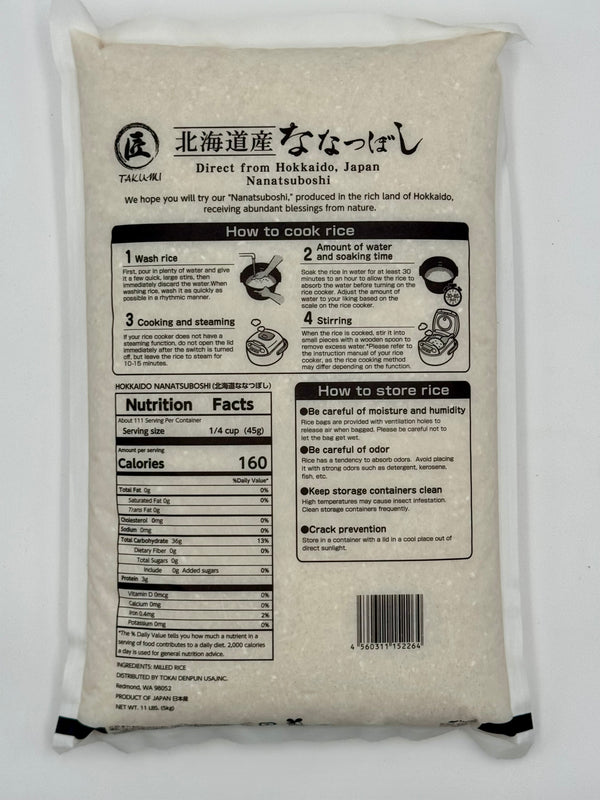 匠
TAKUMI
北海道産 ななつぼし
Direct from Hokkaido, Japan
Nanatsuboshi
We hope you will try our "Nanatsuboshi," produced in the rich land of Hokkaido,
receiving abundant blessings from nature.
How to cook rice
1 Wash rice
First, pour in plenty of water and give
it a few quick, large stirs, then
immediately discard the water.When
washing rice, wash it as quickly as
possible in a rhythmic manner.
2 Amount of water
and soaking time
Soak the rice in water for at least 30
minutes to an hour to allow the rice to
absorb the water before turning on the
rice cooker. Adjust the amount of
water to your liking based on the
scale on the rice cooker.
3 Cooking and steaming
If your rice cooker does not have a
steaming function, do not open the lid
immediately after the switch is turned
off, but leave the rice to steam for
10-15 minutes.
4 Stirring
When the rice is cooked, stir it into
small pieces with a wooden spoon to
remove excess water.*Please refer to
the instruction manual of your rice
cooker, as the rice cooking method
may differ depending on the function.
HOKKAIDO NANATSUBOSHI (北海道ななつぼし)
Nutrition Facts
About 111 Serving Per Container
Serving size 1/4 cup (45g)
Amount per serving
Calories 160
%Daily Value*
Total Fat 0g 0%
Saturated Fat 0g 0%
Trans Fat 0g
Cholesterol 0mg 0%
Sodium 0mg 0%
Total Carbohydrate 36g 13%
Dietary Fiber 0g 0%
Total Sugars 0g
Include 0g Added sugars 0%
Protein 3g
Vitamin D 0mcg 0%
Calcium 0mg 0%
Iron 0.4mg 2%
Potassium 0mg 0%
*The % Daily Value tells you how much a nutrient in a
serving of food contributes to a daily diet. 2,000 calories
a day is used for general nutrition advice.
INGREDIENTS: MILLED RICE
DISTRIBUTED BY TOKAI DENPUN USA,INC.
Redmond, WA 98052
PRODUCT OF JAPAN 日本産
NET WT. 11 LBS. (5kg)
How to store rice
●Be careful of moisture and humidity
Rice bags are provided with ventilation holes to
release air when bagged. Please be careful not to
let the bag get wet.
●Be careful of odor
Rice has a tendency to absorb odors. Avoid placing
it with strong odors such as detergent, kerosene,
fish, etc.
●Keep storage containers clean
High temperatures may cause insect infestation.
Clean storage containers frequently.
●Crack prevention
Store in a container with a lid in a cool place out of
direct sunlight.
4 560311 152264